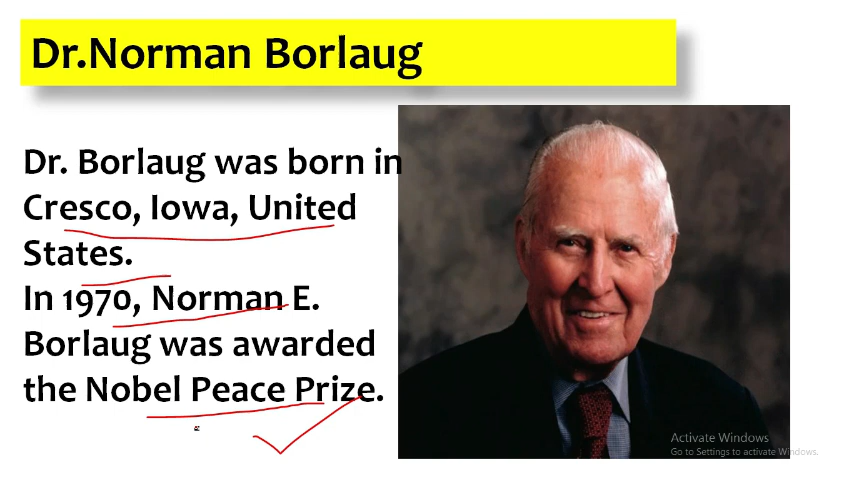 Dr.Norman Borlaug
Dr. Borlaug was born in
Cresco, Iowa, United
States.
In 1970, Norman E.
Borlaug was awarded
the Nobel Peace Prize.
Activate Windows
Go to Settings to activate Windows.